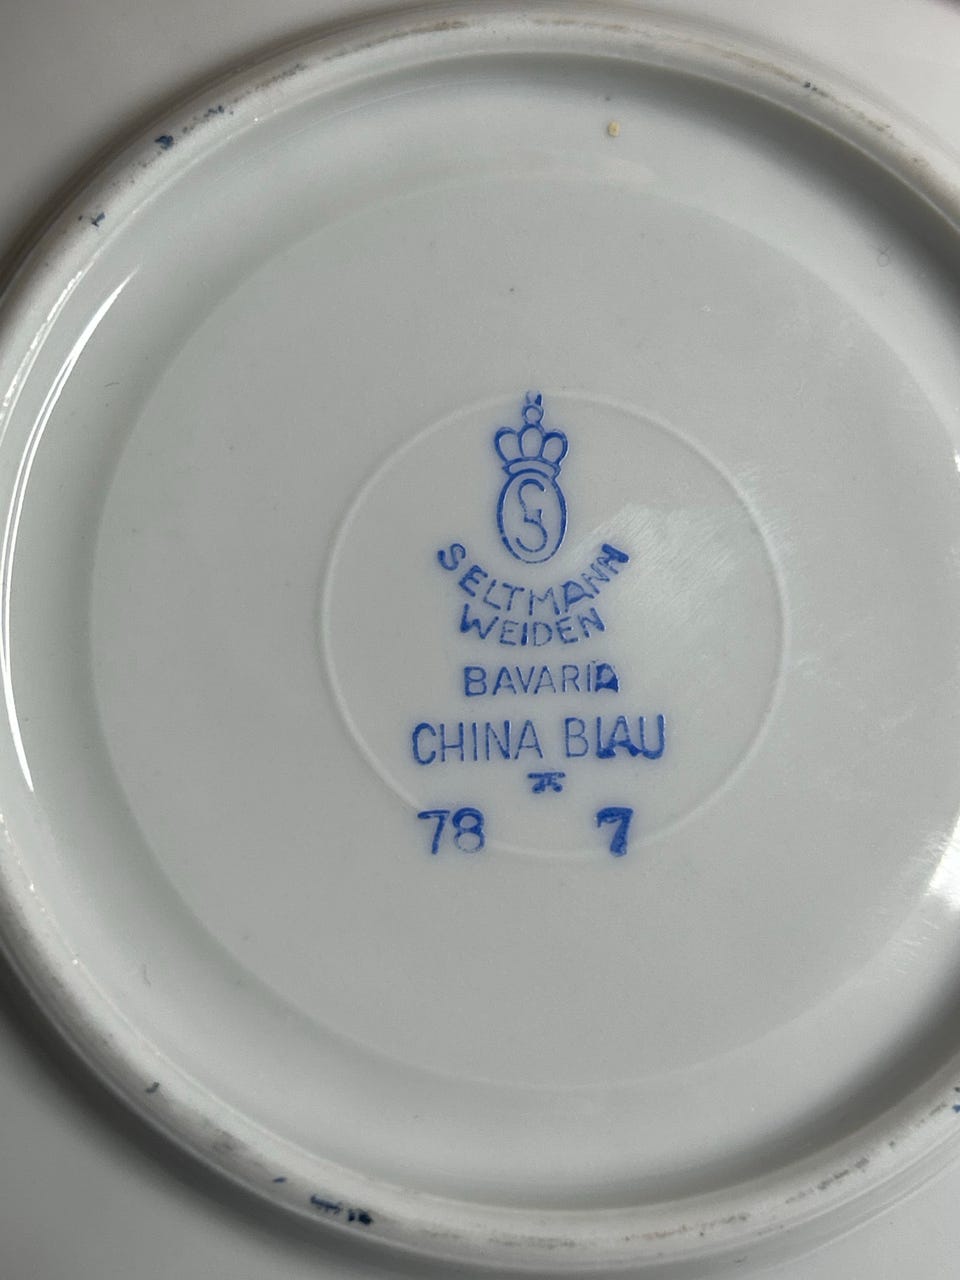 S
SELTMANN
WEIDEN
BAVARIA
CHINA BLAU
78 7